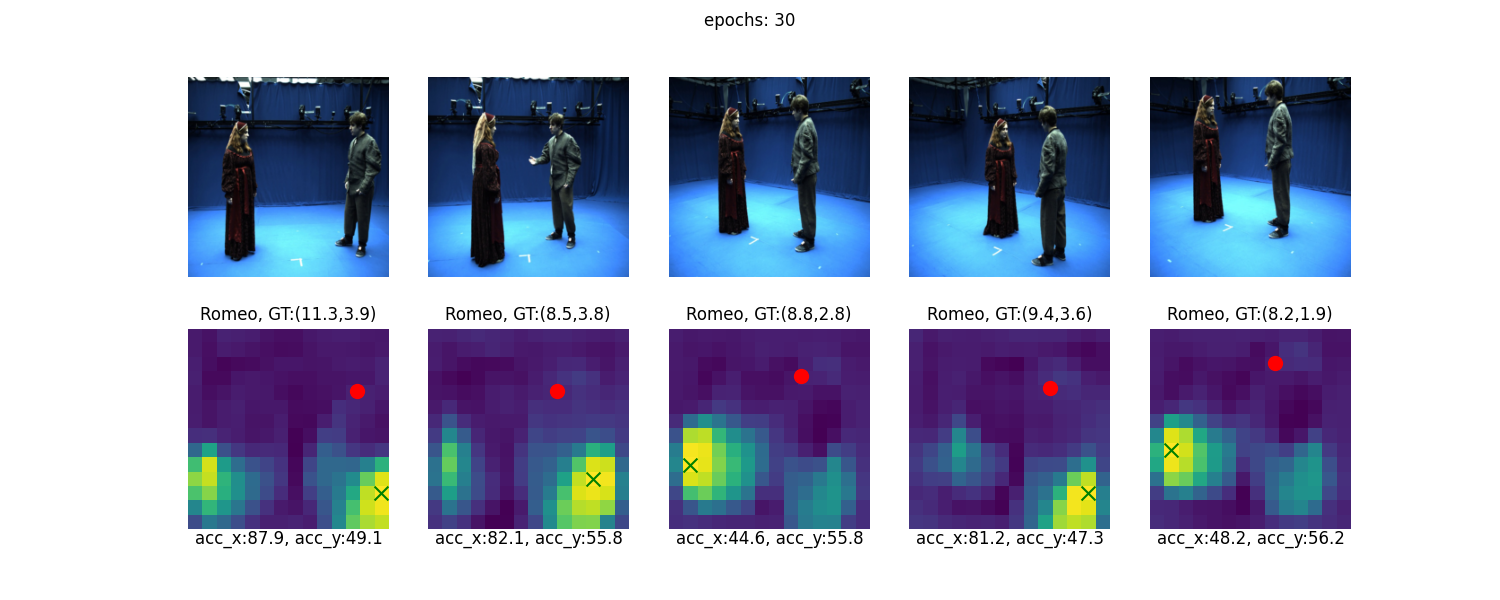 epochs: 30
Romeo, GT:(11.3,3.9)
Romeo, GT:(8.5,3.8)
Romeo, GT:(8.8,2.8)
Romeo, GT:(9.4,3.6)
Romeo, GT:(8.2,1.9)
acc_x:87.9, acc_y:49.1
acc_x:82.1, acc_y:55.8
acc_x:44.6, acc_y:55.8
acc_x:81.2, acc_y:47.3
acc_x:48.2, acc_y:56.2